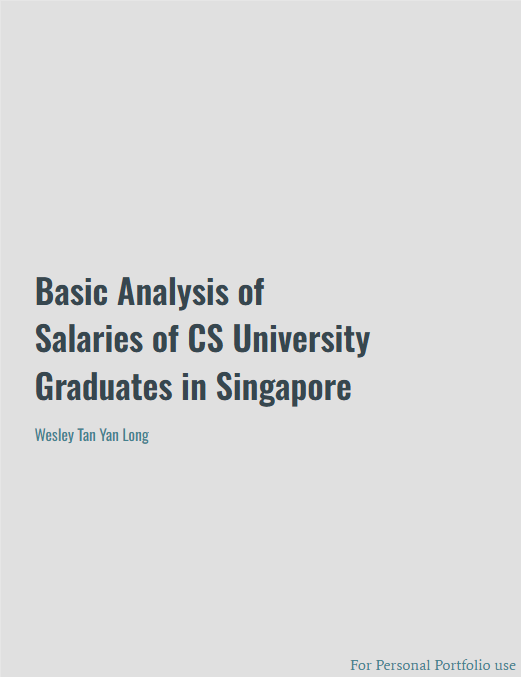 Basic Analysis of
Salaries of CS University
Graduates in Singapore
Wesley Tan Yan Long
For Personal Portfolio use